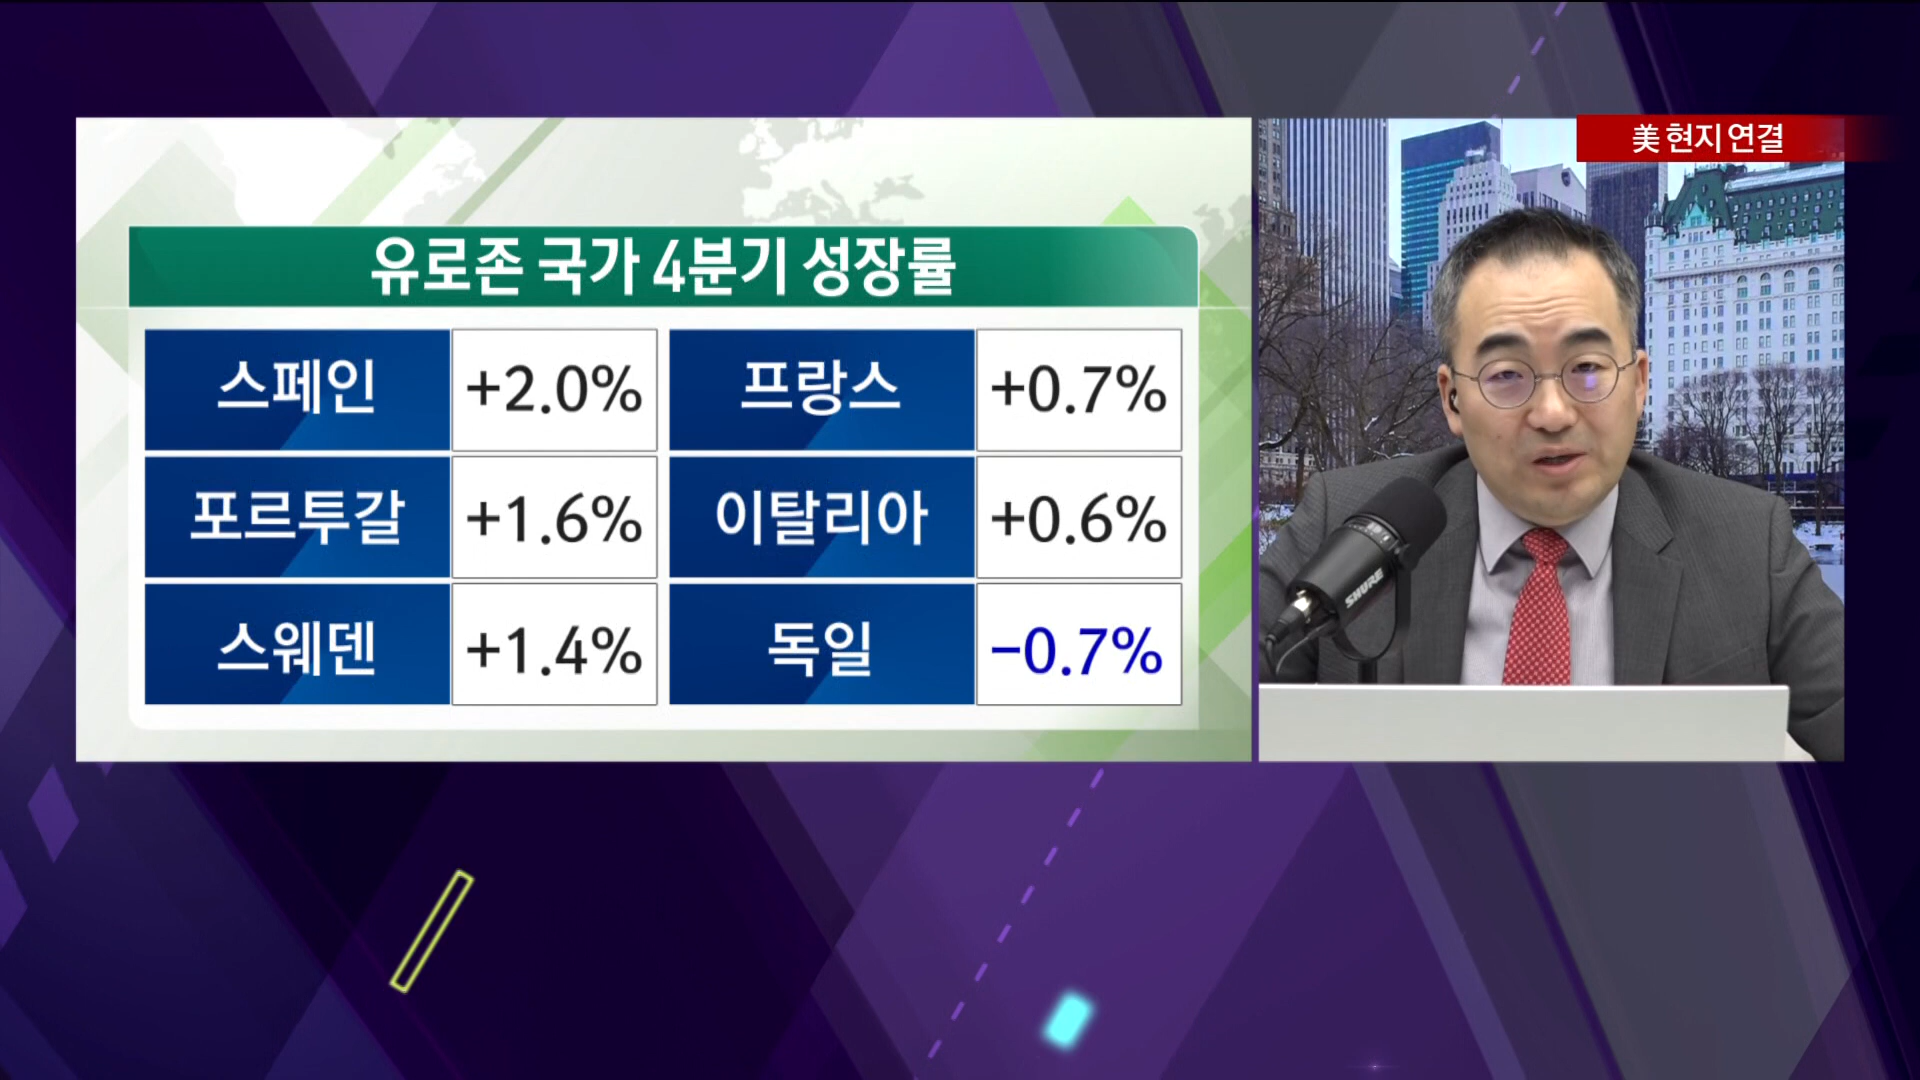 美 현지 연결
유로존 국가 4분기 성장률
스페인 +2.0% 프랑스 +0.7%
포르투갈 +1.6% 이탈리아 +0.6%
스웨덴 +1.4% 독일 -0.7%
SHURE